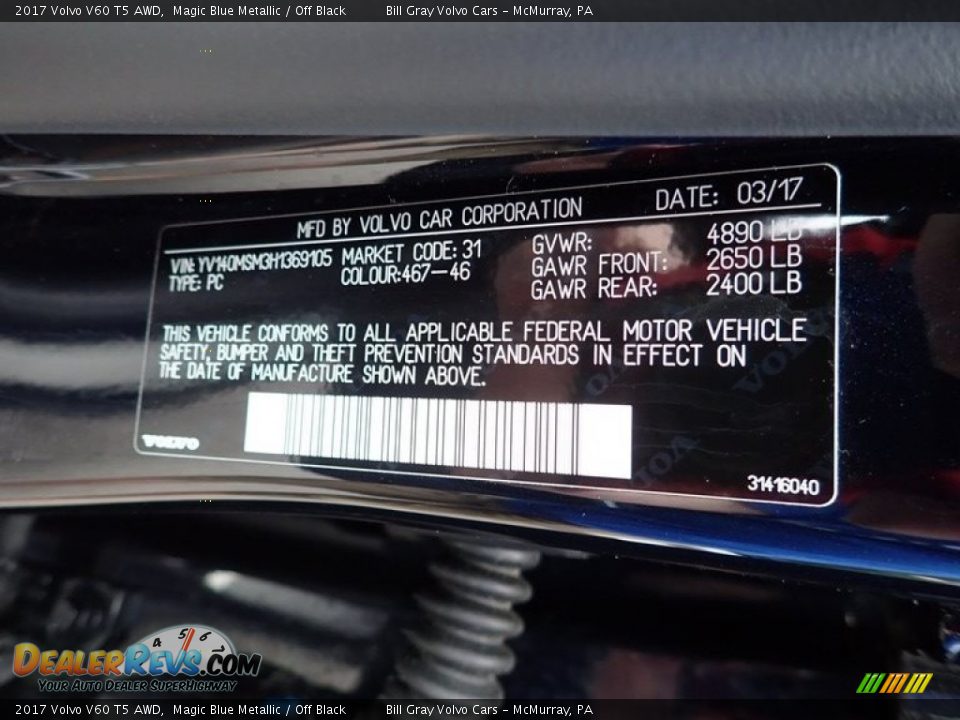 2017 Volvo V60 T5 AWD, Magic Blue Metallic / Off Black Bill Gray Volvo Cars - McMurray, PA
MFD BY VOLVO CAR CORPORATION DATE: 03/17
VIN: YV140MSM3H1369105 MARKET CODE: 31 GVWR: 4890 LB
TYPE: PC COLOUR:467-46 GAWR FRONT: 2650 LB
GAWR REAR: 2400 LB
THIS VEHICLE CONFORMS TO ALL APPLICABLE FEDERAL MOTOR VEHICLE
SAFETY, BUMPER AND THEFT PREVENTION STANDARDS IN EFFECT ON
THE DATE OF MANUFACTURE SHOWN ABOVE.
VOLVO
31416040
4 5 6
DealerRevs.com
Your Auto Dealer SuperHighway
2017 Volvo V60 T5 AWD, Magic Blue Metallic / Off Black Bill Gray Volvo Cars - McMurray, PA